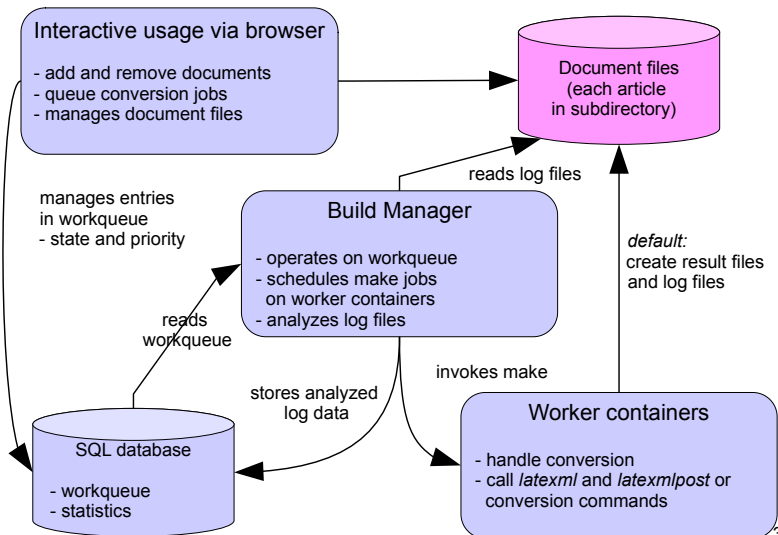 Interactive usage via browser
- add and remove documents
- queue conversion jobs
- manages document files
Document files
(each article
in subdirectory)
reads log files
manages entries
in workqueue
- state and priority
Build Manager
- operates on workqueue
- schedules make jobs
on worker containers
- analyzes log files
default:
create result files
and log files
reads
workqueue
stores analyzed
log data
invokes make
SQL database
- workqueue
- statistics
Worker containers
- handle conversion
- call latexml and latexmlpost or
conversion commands